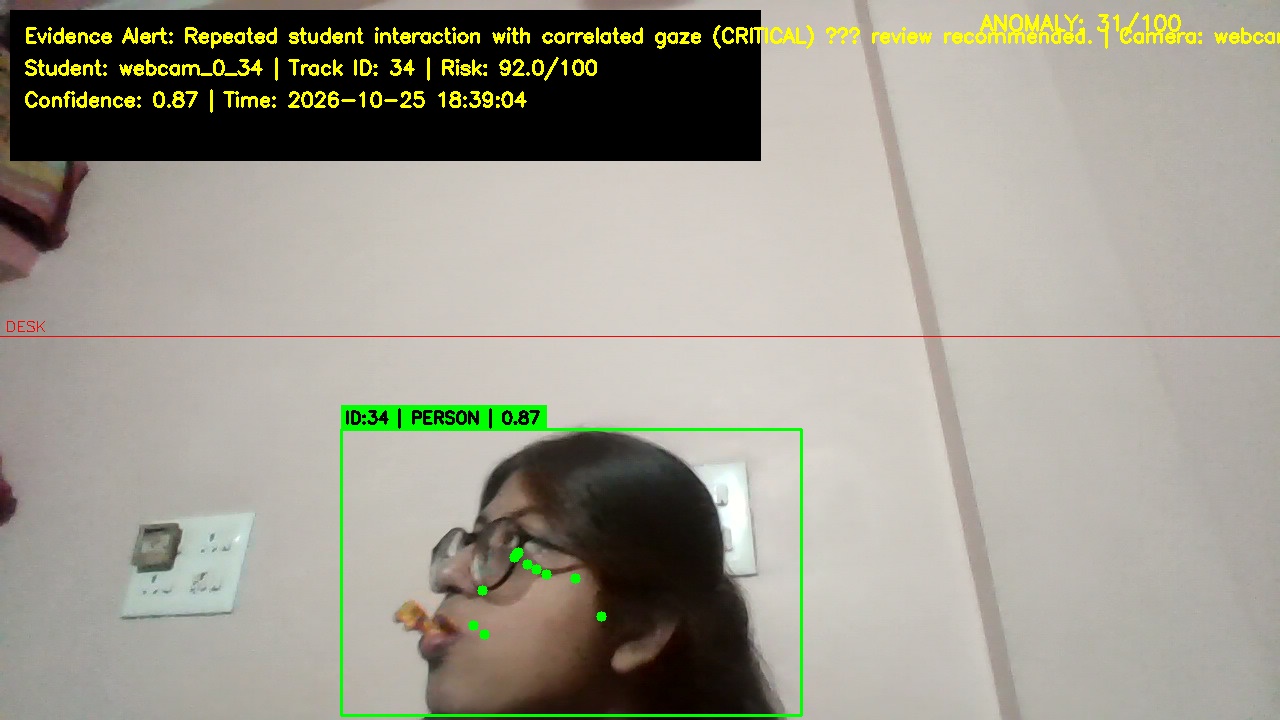 ANOMALY: 31/100
Evidence Alert: Repeated student interaction with correlated gaze (CRITICAL) ??? review recommended. | Camera: webcam
Student: webcam_0_34 | Track ID: 34 | Risk: 92.0/100
Confidence: 0.87 | Time: 2026-10-25 18:39:04
DESK
ID:34 | PERSON | 0.87